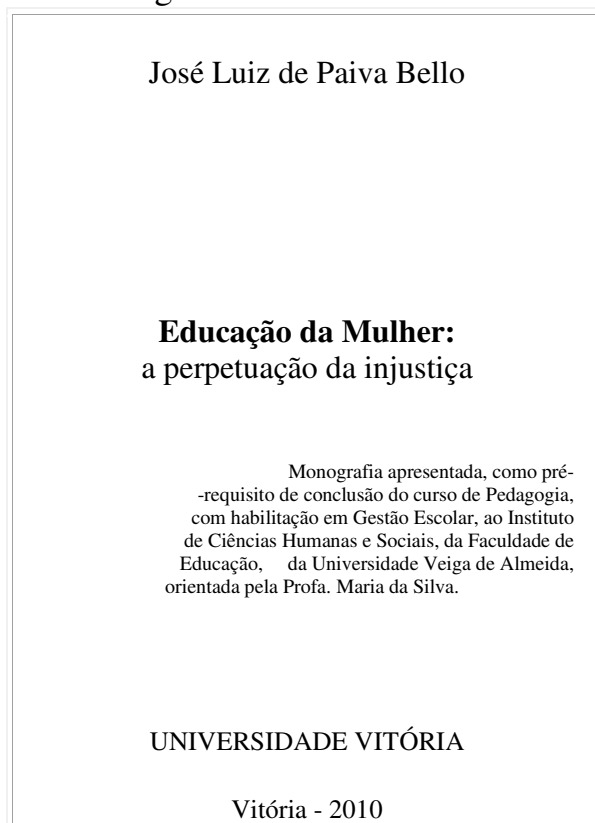 José Luiz de Paiva Bello
Educação da Mulher:
a perpetuação da injustiça
Monografia apresentada, como pré-
-requisito de conclusão do curso de Pedagogia,
com habilitação em Gestão Escolar, ao Instituto
de Ciências Humanas e Sociais, da Faculdade de
Educação, da Universidade Veiga de Almeida,
orientada pela Profa. Maria da Silva.
UNIVERSIDADE VITÓRIA
Vitória - 2010